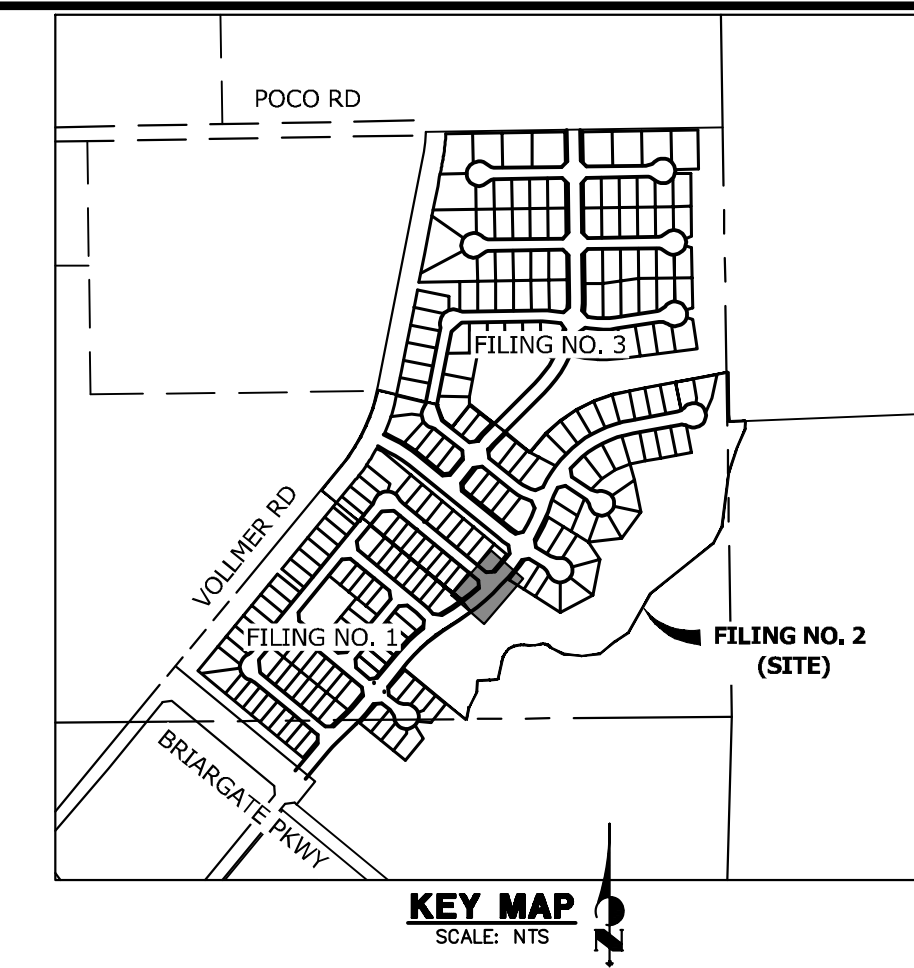 POCO RD
FILING NO. 3
VOLLMER RD
FILING NO. 1
FILING NO. 2
(SITE)
BRIARGATE PKWY
KEY MAP
SCALE: NTS
N